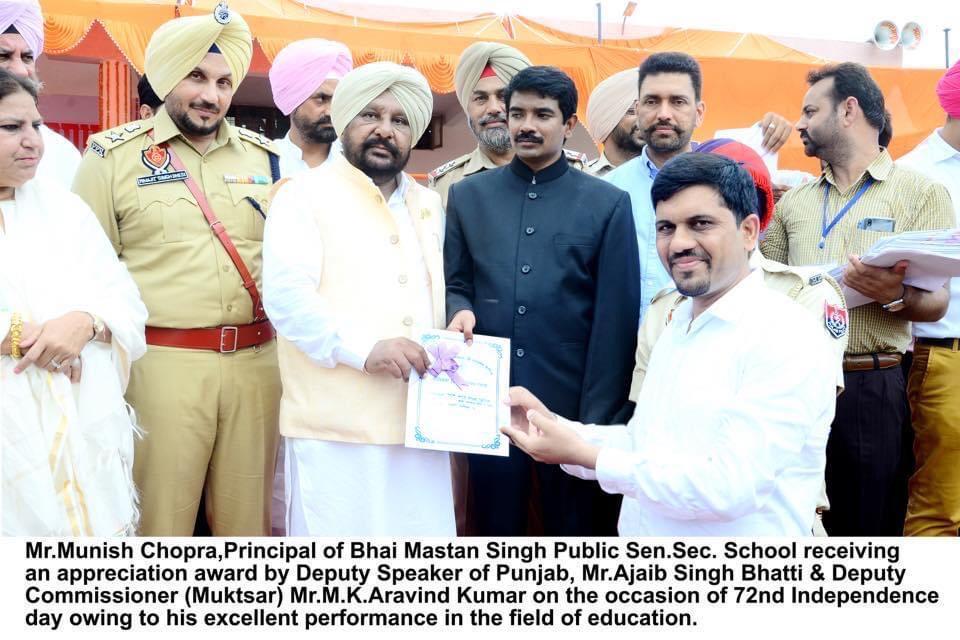 Mr.Munish Chopra,Principal of Bhai Mastan Singh Public Sen.Sec. School receiving
an appreciation award by Deputy Speaker of Punjab, Mr.Ajaib Singh Bhatti & Deputy
Commissioner (Muktsar) Mr.M.K.Aravind Kumar on the occasion of 72nd Independence
day owing to his excellent performance in the field of education.